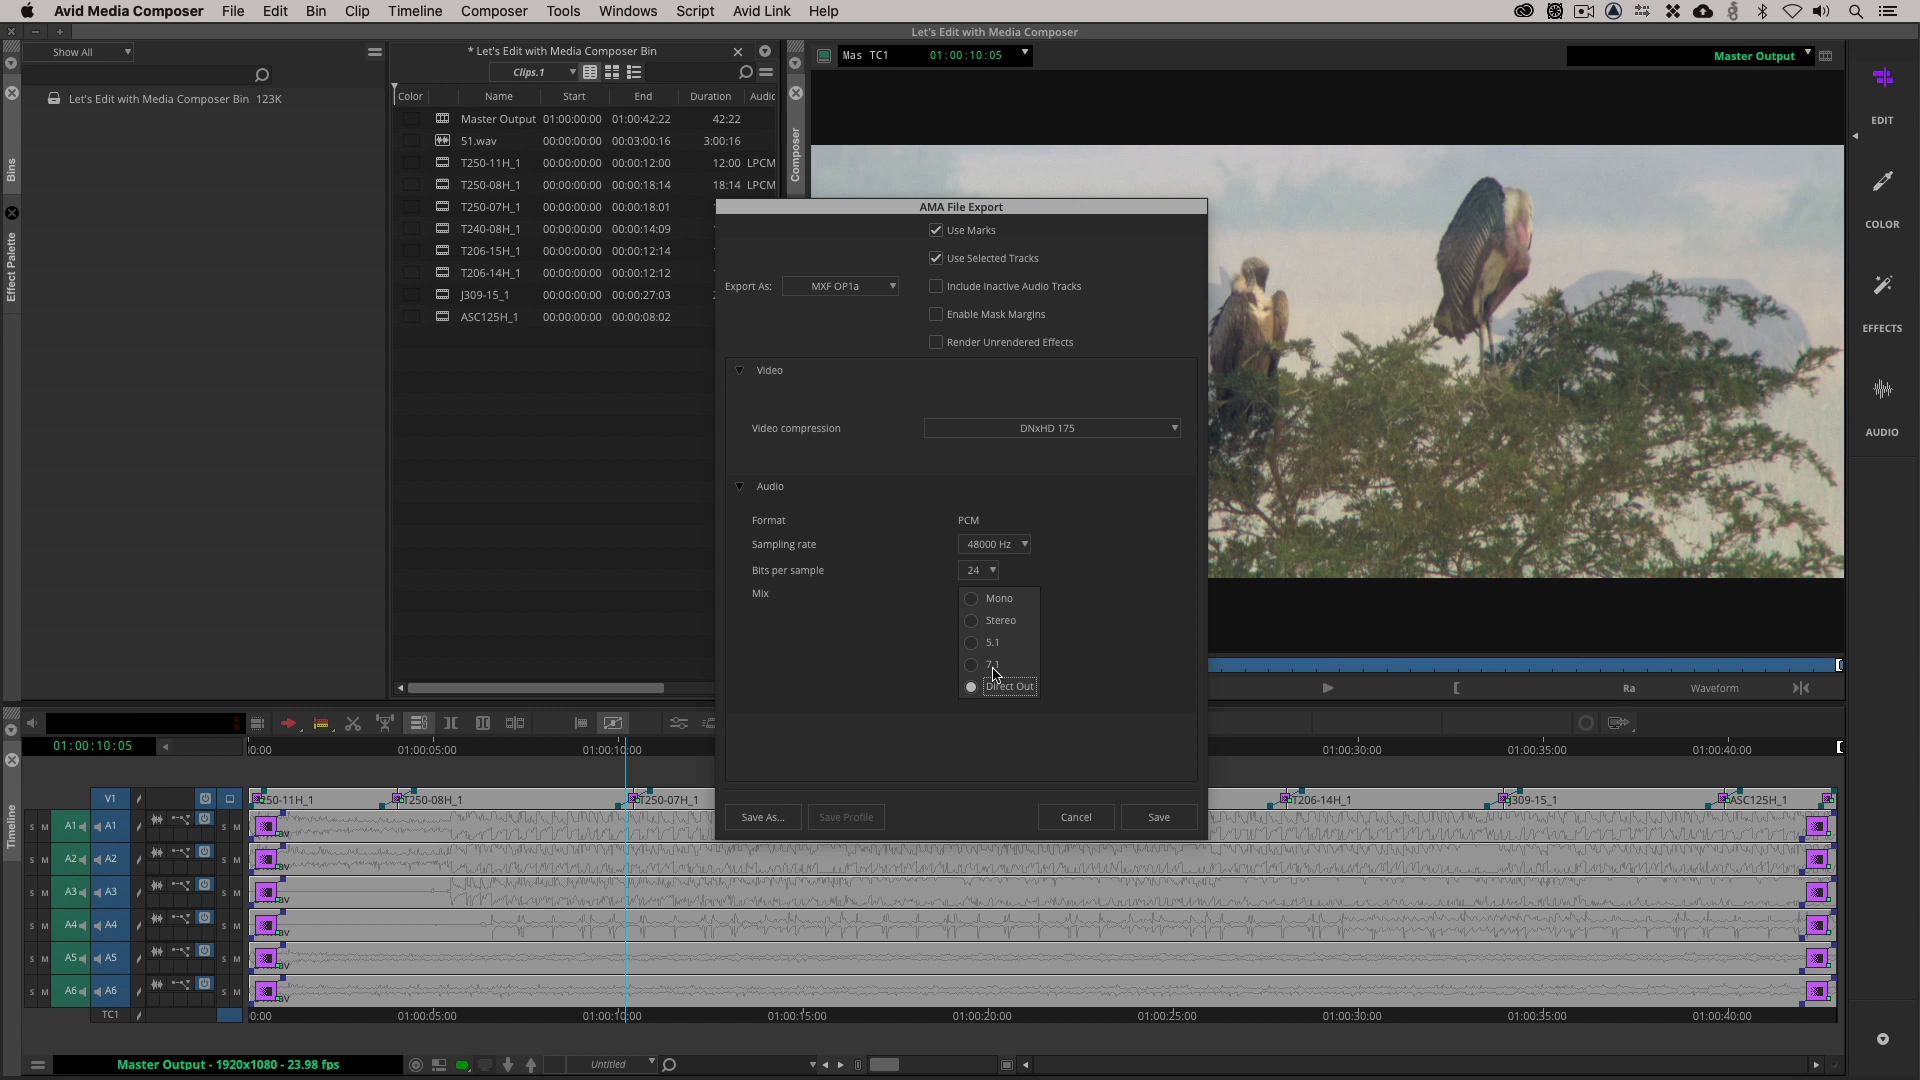 Avid Media Composer File Edit Bin Clip Timeline Composer Tools Windows Script Avid Link Help
Let's Edit with Media Composer
Show All
* Let's Edit with Media Composer Bin
Mas TC1 01:00:10:05
Master Output
Clips.1
Let's Edit with Media Composer Bin 123K
Color Name Start End Duration Audio
Master Output 01:00:00:00 01:00:42:22 42:22
51.wav 00:00:00:00 00:03:00:16 3:00:16
T250-11H_1 00:00:00:00 00:00:12:00 12:00 LPCM
T250-08H_1 00:00:00:00 00:00:18:14 18:14 LPCM
T250-07H_1 00:00:00:00 00:00:18:01
T240-08H_1 00:00:00:00 00:00:14:09
T206-15H_1 00:00:00:00 00:00:12:14
T206-14H_1 00:00:00:00 00:00:12:12
J309-15_1 00:00:00:00 00:00:27:03
ASC125H_1 00:00:00:00 00:00:08:02
Bins
Effect Palette
Composer
EDIT
COLOR
EFFECTS
AUDIO
AMA File Export
Use Marks
Use Selected Tracks
Export As: MXF OP1a
Include Inactive Audio Tracks
Enable Mask Margins
Render Unrendered Effects
Video
Video compression DNxHD 175
Audio
Format PCM
Sampling rate 48000 Hz
Bits per sample 24
Mix
Mono
Stereo
5.1
7.1
Direct Out
Save As... Save Profile Cancel Save
Ra Waveform
01:00:10:05
0:00 01:00:05:00 01:00:10:00 01:00:30:00 01:00:35:00 01:00:40:00
Timeline
V1 250-11H_1 T250-08H_1 T250-07H_1 T206-14H_1 J309-15_1 ASC125H_1
S M A1 A1 S M
S M A2 A2 S M
S M A3 A3 S M
S M A4 A4 S M
S M A5 A5 S M
S M A6 A6 S M
TC1 0:00 01:00:05:00 01:00:10:00 01:00:15:00 01:00:20:00 01:00:25:00 01:00:30:00 01:00:35:00 01:00:40:00
Master Output - 1920x1080 - 23.98 fps
Untitled